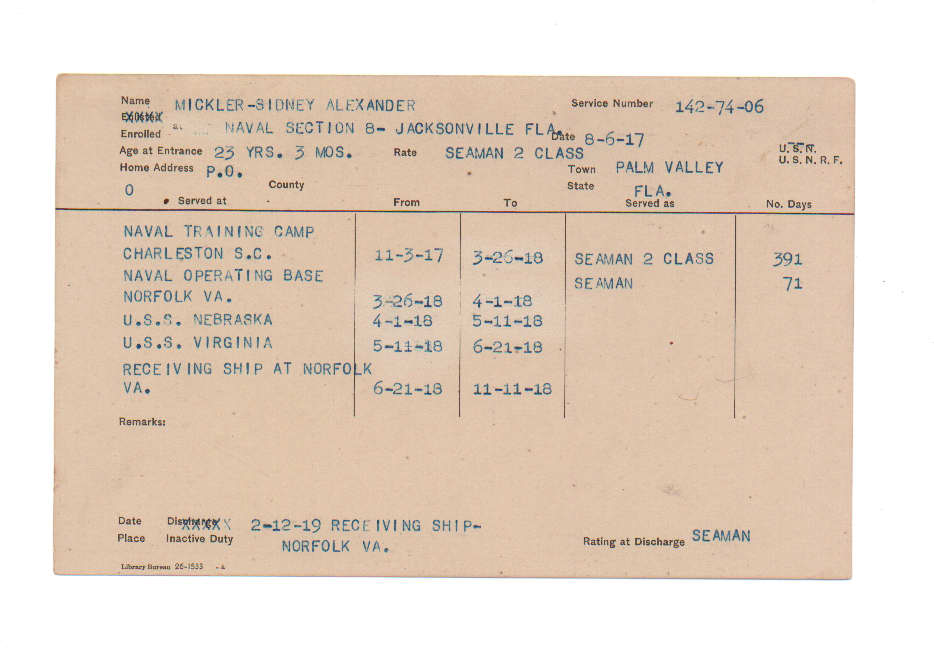 Name MICKLER-SIDNEY ALEXANDER Service Number 142-74-06
Enrolled at NAVAL SECTION 8- JACKSONVILLE FLA. Date 8-6-17
Age at Entrance 23 YRS. 3 MOS. Rate SEAMAN 2 CLASS U.S.N.
Home Address P.O. Town PALM VALLEY U. S. N. R. F.
0 County State FLA.
Served at From To Served as No. Days
NAVAL TRAINING CAMP
CHARLESTON S.C. 11-3-17 3-26-18 SEAMAN 2 CLASS 391
NAVAL OPERATING BASE SEAMAN 71
NORFOLK VA. 3-26-18 4-1-18
U.S.S. NEBRASKA 4-1-18 5-11-18
U.S.S. VIRGINIA 5-11-18 6-21-18
RECEIVING SHIP AT NORFOLK
VA. 6-21-18 11-11-18
Remarks:
Date Discharge XXXXX 2-12-19 RECEIVING SHIP-
Place Inactive Duty NORFOLK VA. Rating at Discharge SEAMAN
Library Bureau 26-1533